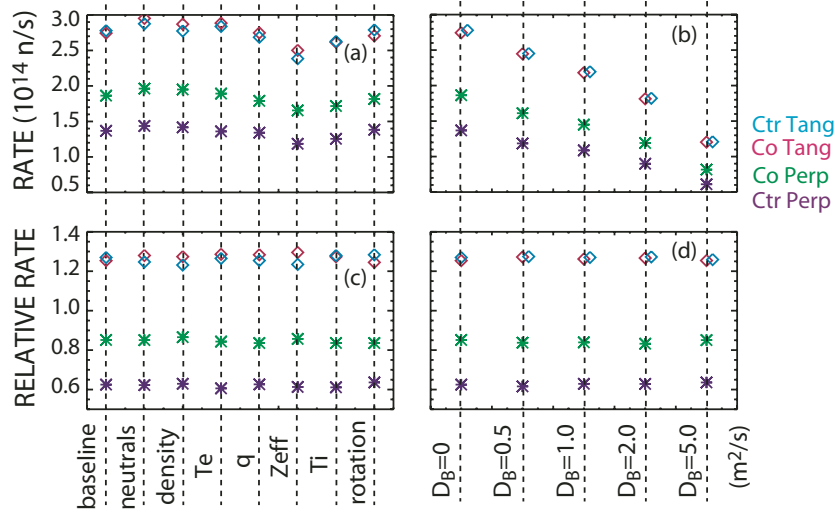 RATE (10^14 n/s)
3.0
2.5
2.0
1.5
1.0
0.5
(a)
(b)
Ctr Tang
Co Tang
Co Perp
Ctr Perp
RELATIVE RATE
1.4
1.2
1.0
0.8
0.6
(c)
(d)
baseline
neutrals
density
Te
q
Zeff
Ti
rotation
D_B=0
D_B=0.5
D_B=1.0
D_B=2.0
D_B=5.0
(m²/s)